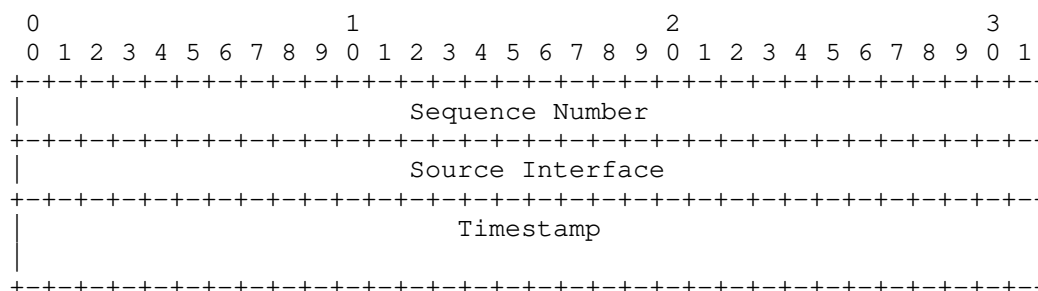 0                   1                   2                   3
 0 1 2 3 4 5 6 7 8 9 0 1 2 3 4 5 6 7 8 9 0 1 2 3 4 5 6 7 8 9 0 1
+-+-+-+-+-+-+-+-+-+-+-+-+-+-+-+-+-+-+-+-+-+-+-+-+-+-+-+-+-+-+-+-
|                        Sequence Number
+-+-+-+-+-+-+-+-+-+-+-+-+-+-+-+-+-+-+-+-+-+-+-+-+-+-+-+-+-+-+-+-
|                        Source Interface
+-+-+-+-+-+-+-+-+-+-+-+-+-+-+-+-+-+-+-+-+-+-+-+-+-+-+-+-+-+-+-+-
|                           Timestamp
|
+-+-+-+-+-+-+-+-+-+-+-+-+-+-+-+-+-+-+-+-+-+-+-+-+-+-+-+-+-+-+-+-